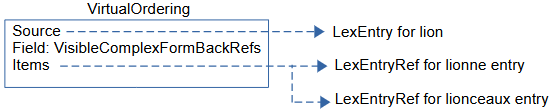 VirtualOrdering
Source
LexEntry for lion
Field: VisibleComplexFormBackRefs
Items
LexEntryRef for lionne entry
LexEntryRef for lionceaux entry